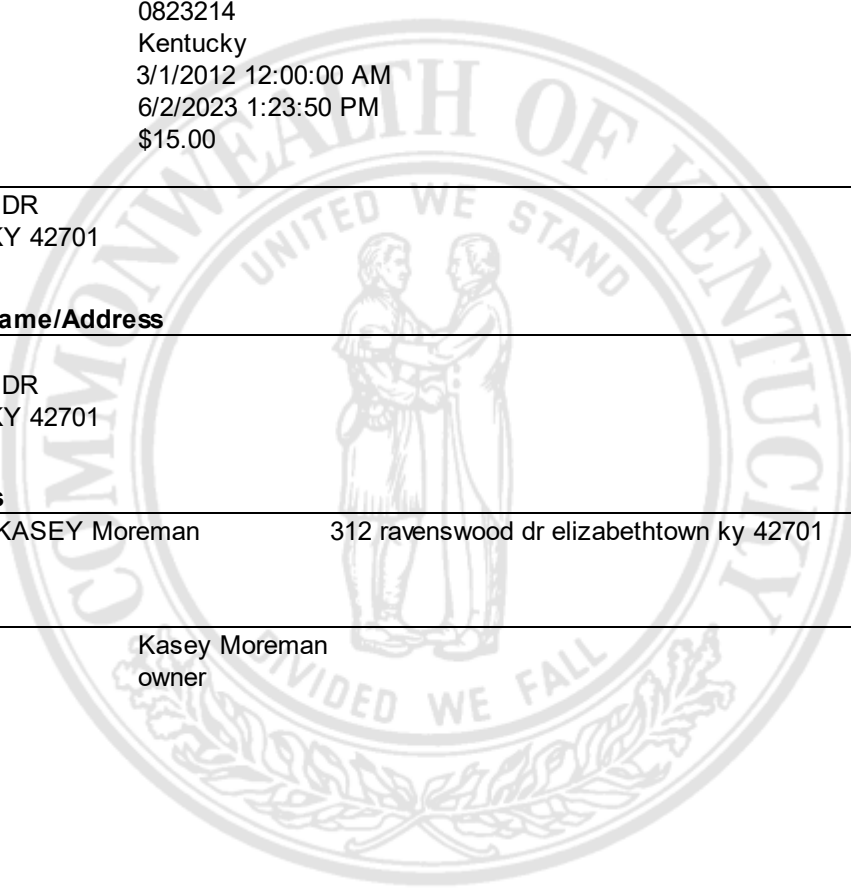 0823214
Kentucky
3/1/2012 12:00:00 AM
6/2/2023 1:23:50 PM
$15.00
DR
KY 42701
ame/Address
DR
KY 42701
s
KASEY Moreman 312 ravenswood dr elizabethtown ky 42701
Kasey Moreman
owner
COMMONWEALTH OF KENTUCKY
UNITED WE STAND
DIVIDED WE FALL